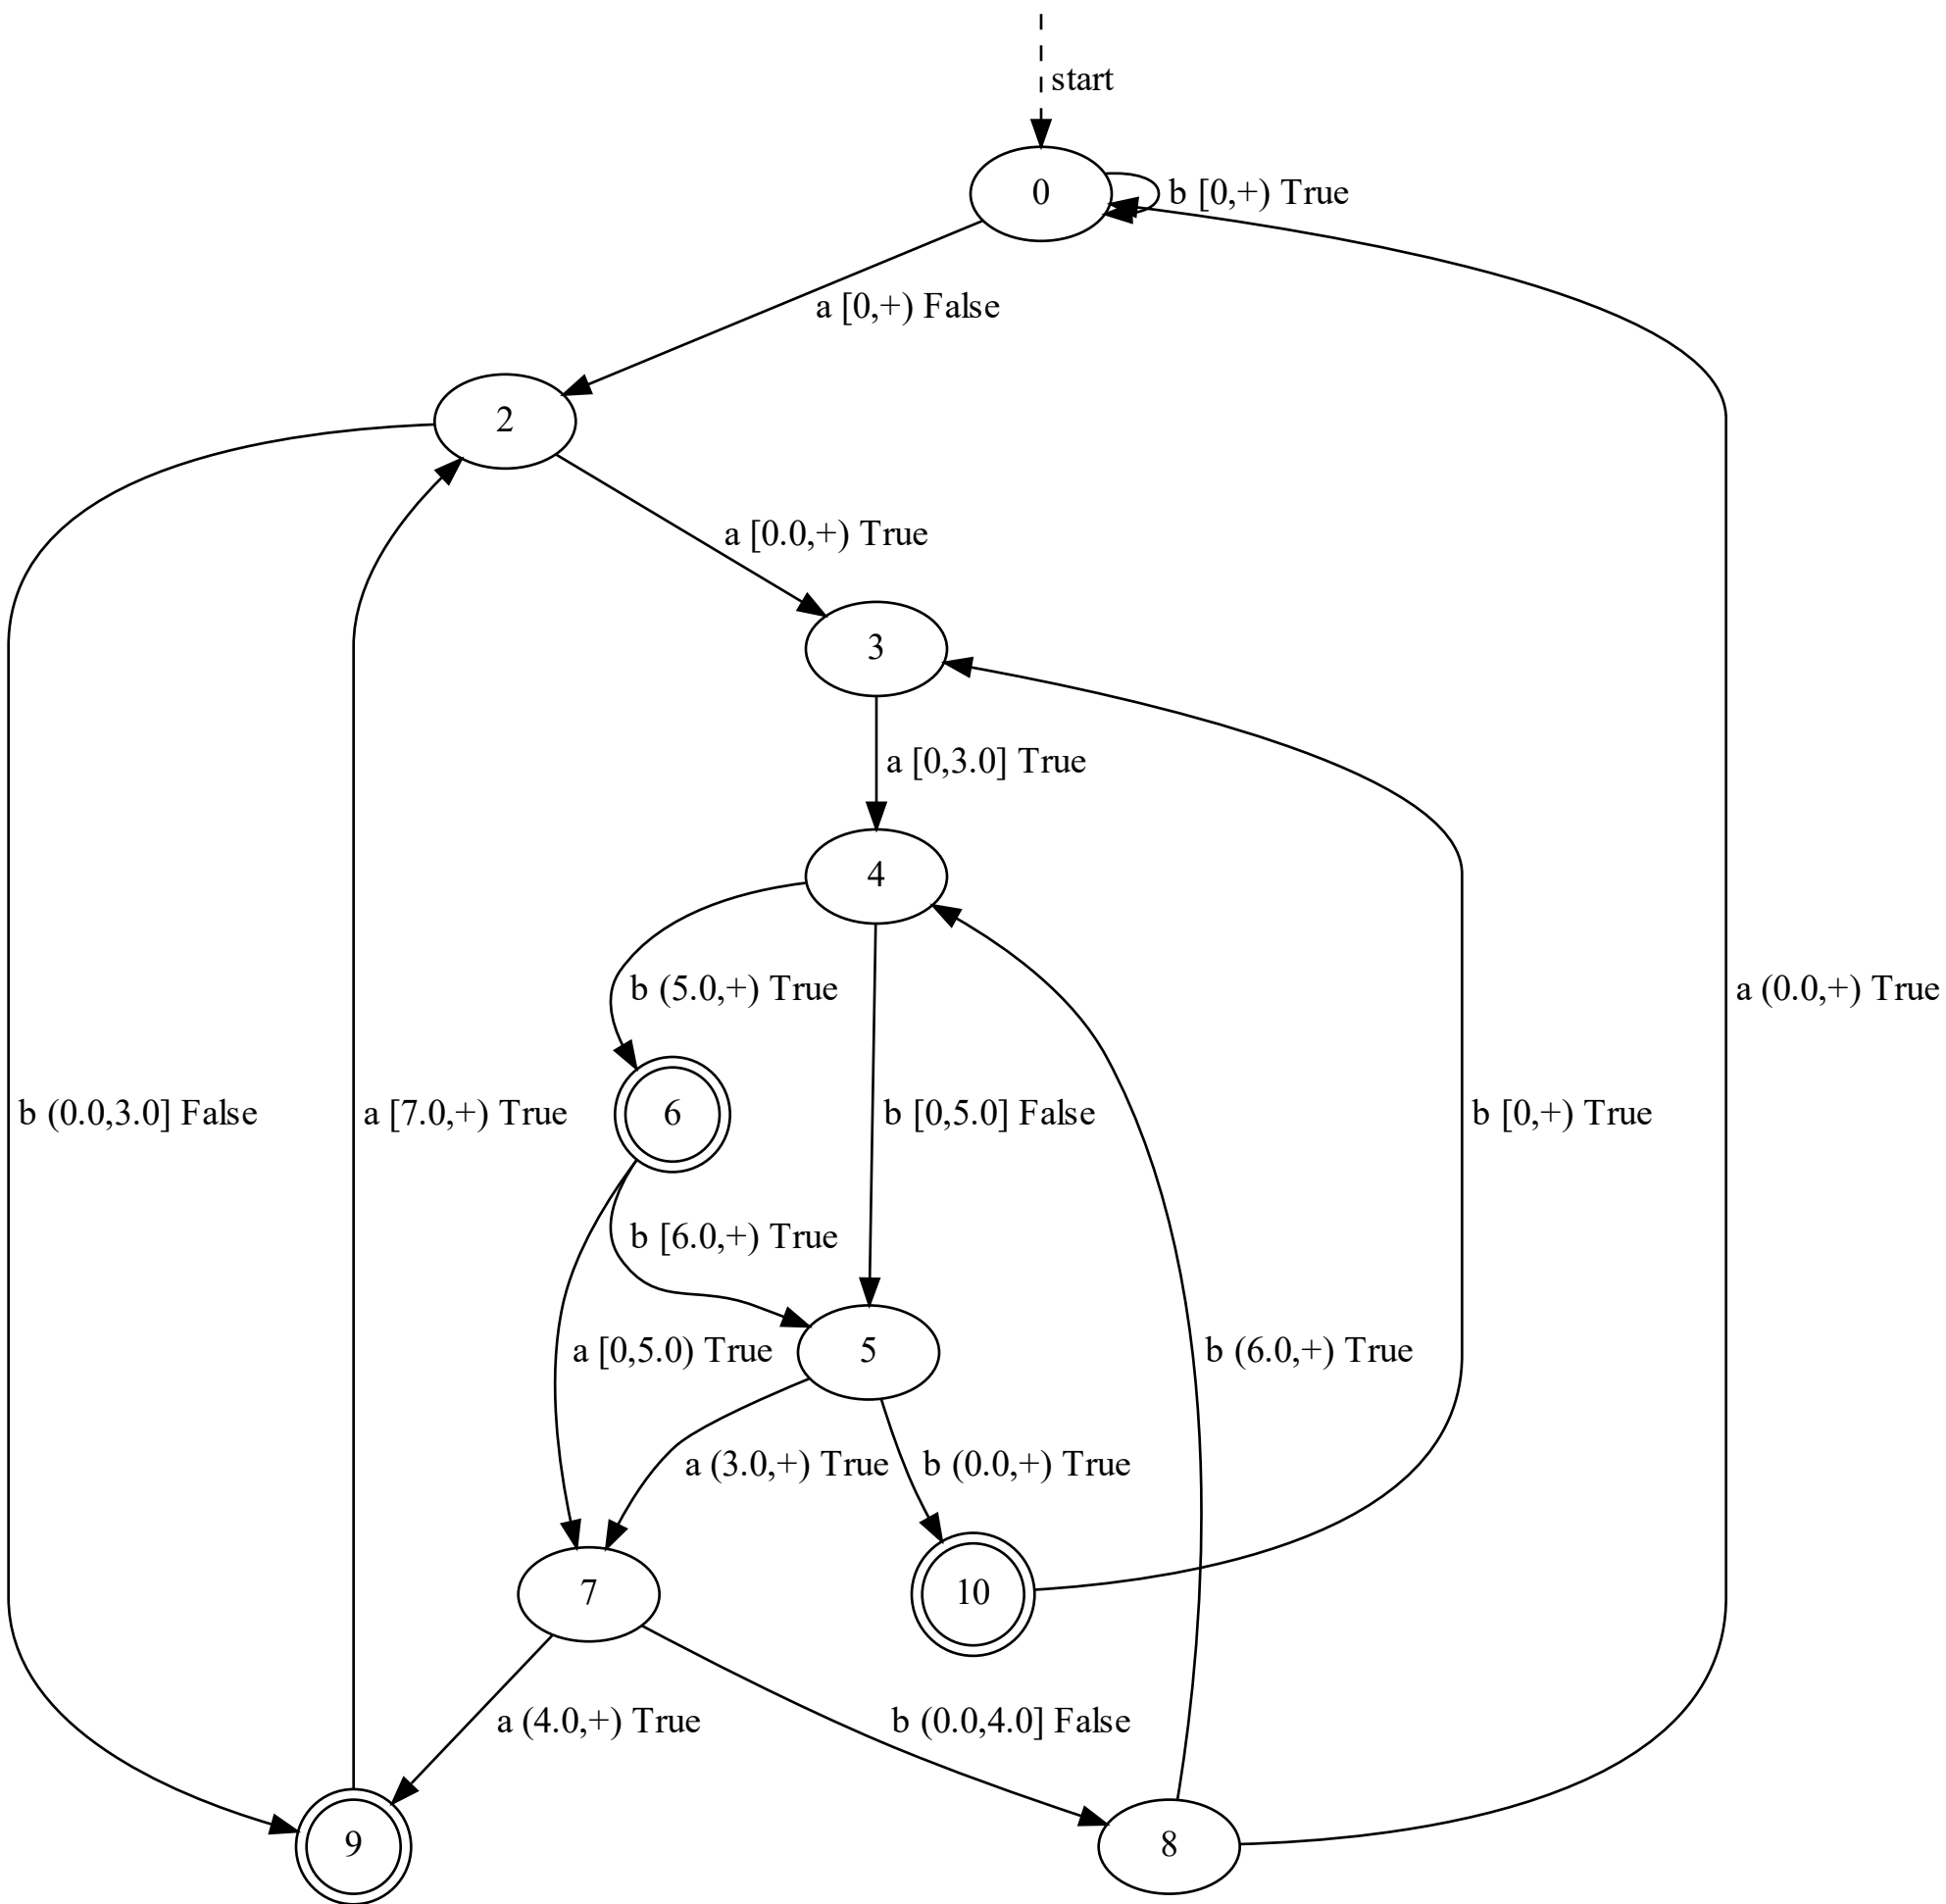 start
0
b [0,+) True
a [0,+) False
2
a [0.0,+) True
3
a [0,3.0] True
4
b (5.0,+) True
a (0.0,+) True
b (0.0,3.0] False
a [7.0,+) True
6
b [0,5.0] False
b [0,+) True
b [6.0,+) True
a [0,5.0) True
5
b (6.0,+) True
a (3.0,+) True
b (0.0,+) True
7
10
a (4.0,+) True
b (0.0,4.0] False
9
8